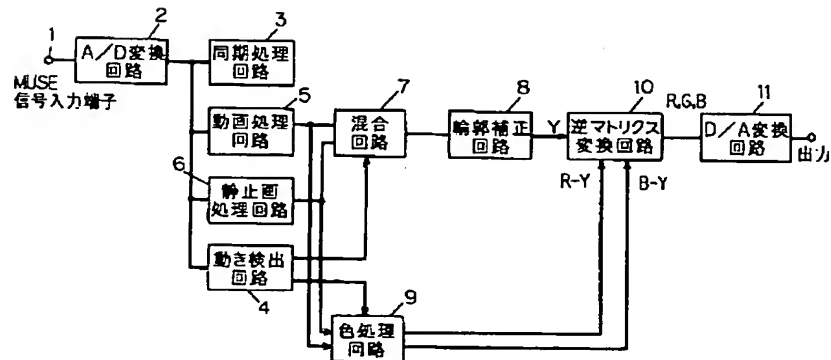 1
MUSE
信号入力端子
2
A/D変換
回路
3
同期処理
回路
5
動画処理
回路
6
静止画
処理回路
動き検出
回路
4
7
混合
回路
8
輪郭補正
回路
Y
10
逆マトリクス
変換回路
R,G,B
11
D/A変換
回路
出力
R-Y
B-Y
9
色処理
回路